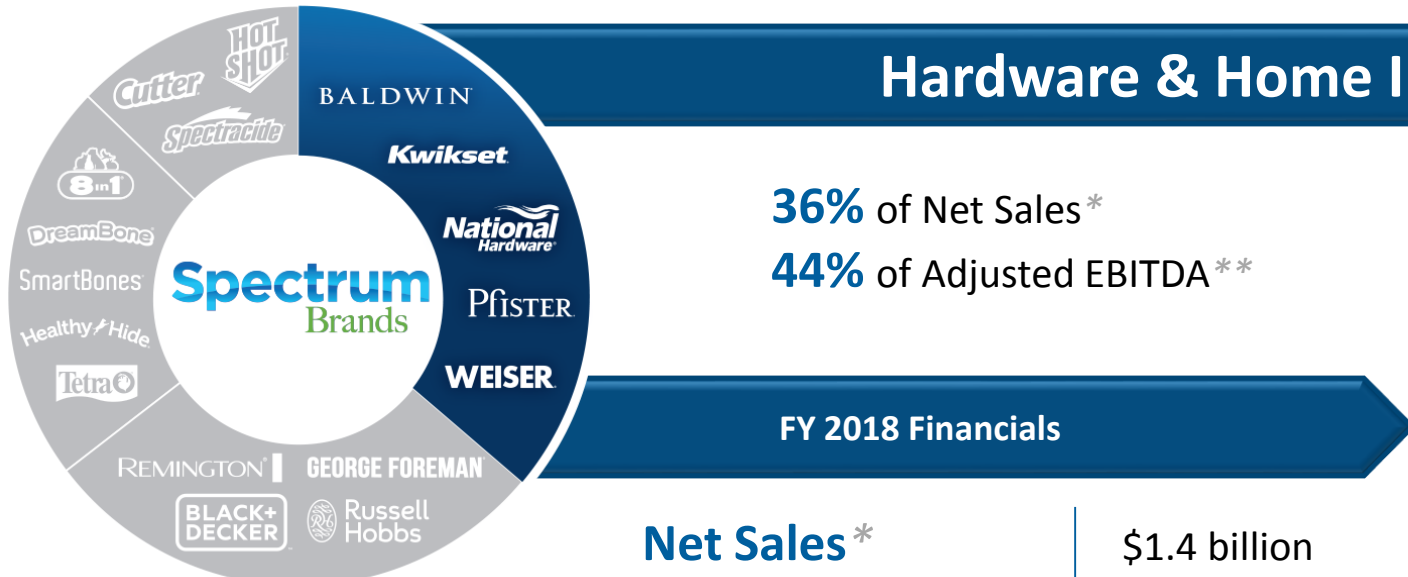 Hardware & Home I
36% of Net Sales*
44% of Adjusted EBITDA**
FY 2018 Financials
Net Sales*
$1.4 billion
HOT
SHOT
Cutter
Spectracide
8in1
DreamBone
SmartBones
Healthy Hide
Tetra
REMINGTON
GEORGE FOREMAN
BLACK+
DECKER
Russell
Hobbs
RH
BALDWIN
Kwikset
National
Hardware
Pfister
WEISER
Spectrum
Brands